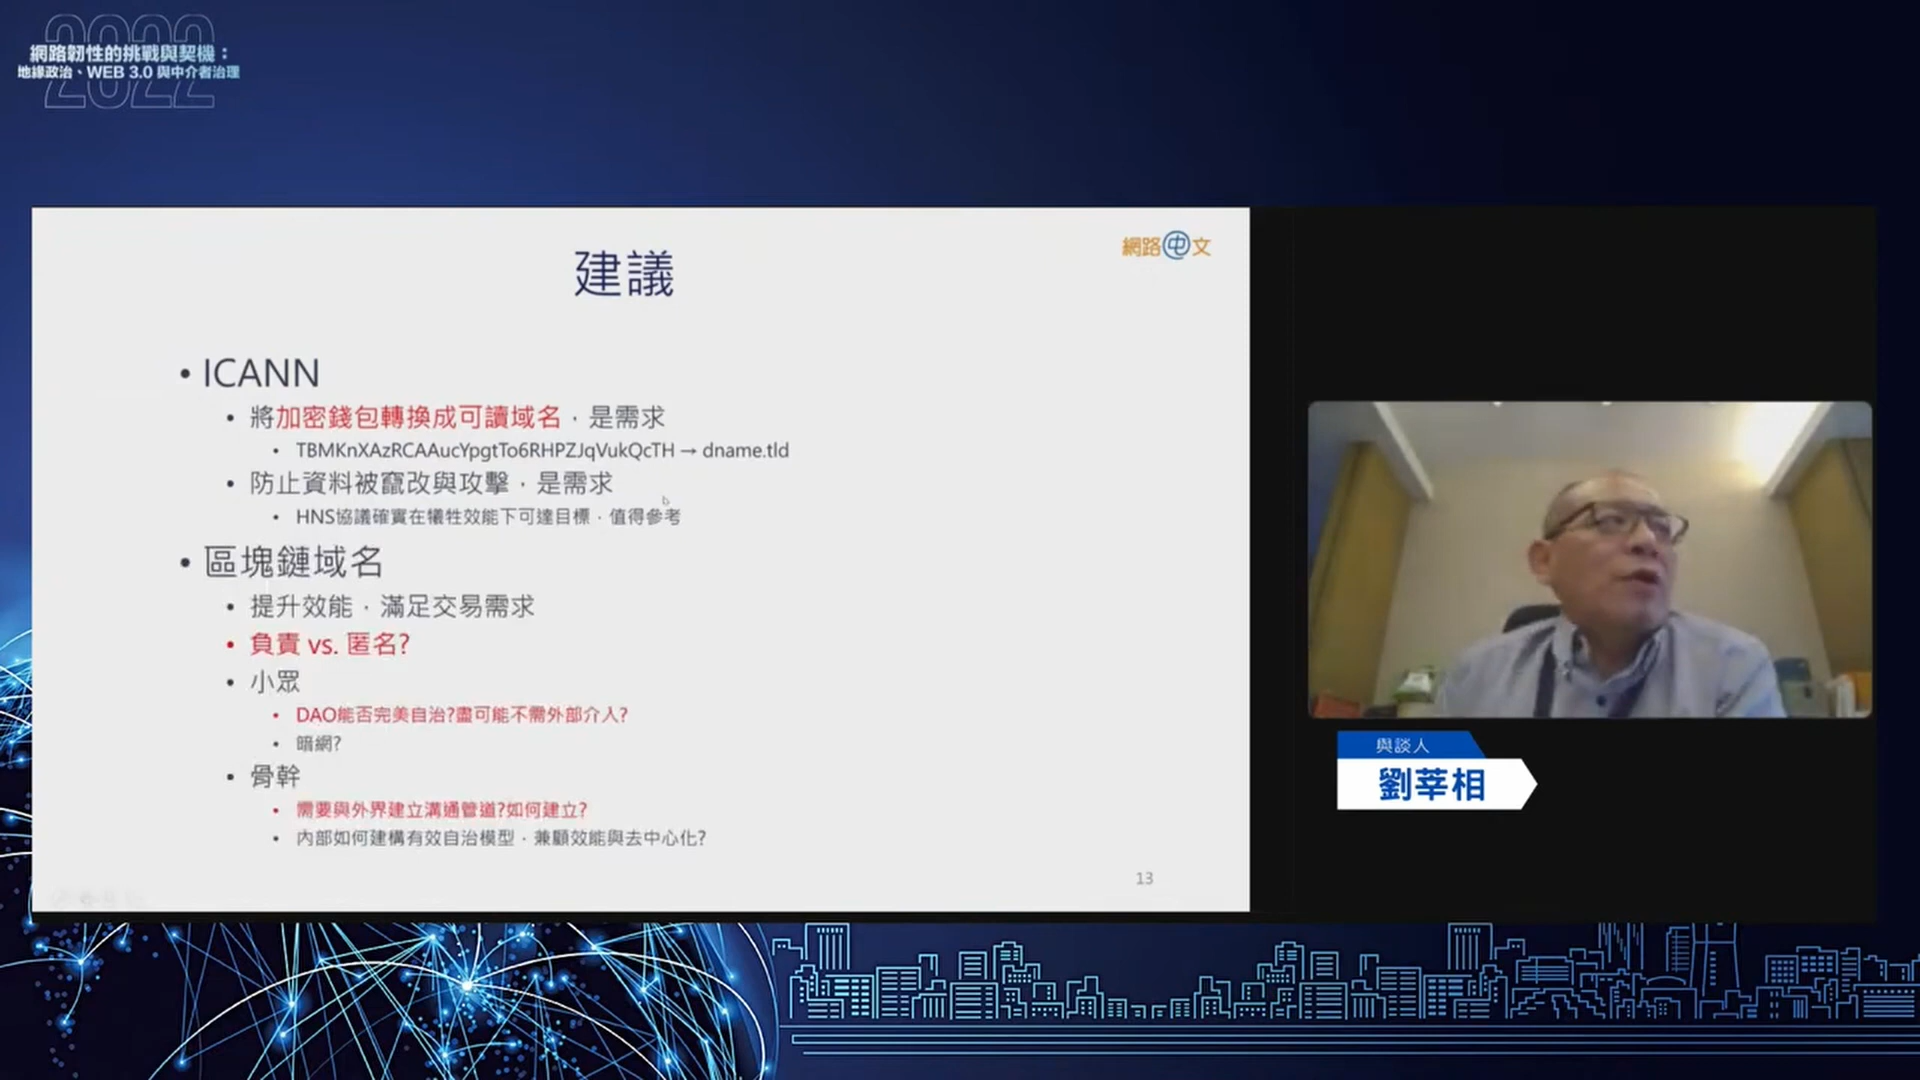 2022
網路韌性的挑戰與契機：
地緣政治、WEB 3.0 與中介者治理
網路中文
建議
• ICANN
• 將加密錢包轉換成可讀域名，是需求
• TBMKnXAzRCAAucYpgtTo6RHPZJqVukQcTH → dname.tld
• 防止資料被竄改與攻擊，是需求
• HNS協議確實在犧牲效能下可達目標，值得參考
• 區塊鏈域名
• 提升效能，滿足交易需求
• 負責 vs. 匿名?
• 小眾
• DAO能否完美自治?盡可能不需外部介入?
• 暗網?
• 骨幹
• 需要與外界建立溝通管道?如何建立?
• 內部如何建構有效自治模型，兼顧效能與去中心化?
13
與談人
劉莘相